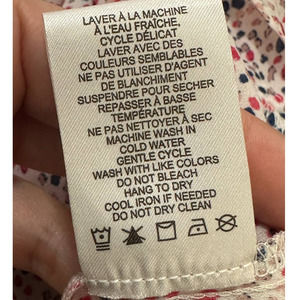 LAVER À LA MACHINE
À L'EAU FRAÎCHE,
CYCLE DÉLICAT
LAVER AVEC DES
COULEURS SEMBLABLES
NE PAS UTILISER D'AGENT
DE BLANCHIMENT
SUSPENDRE POUR SECHER
REPASSER À BASSE
TEMPÉRATURE
NE PAS NETTOYER À SEC
MACHINE WASH IN
COLD WATER
GENTLE CYCLE
WASH WITH LIKE COLORS
DO NOT BLEACH
HANG TO DRY
COOL IRON IF NEEDED
DO NOT DRY CLEAN